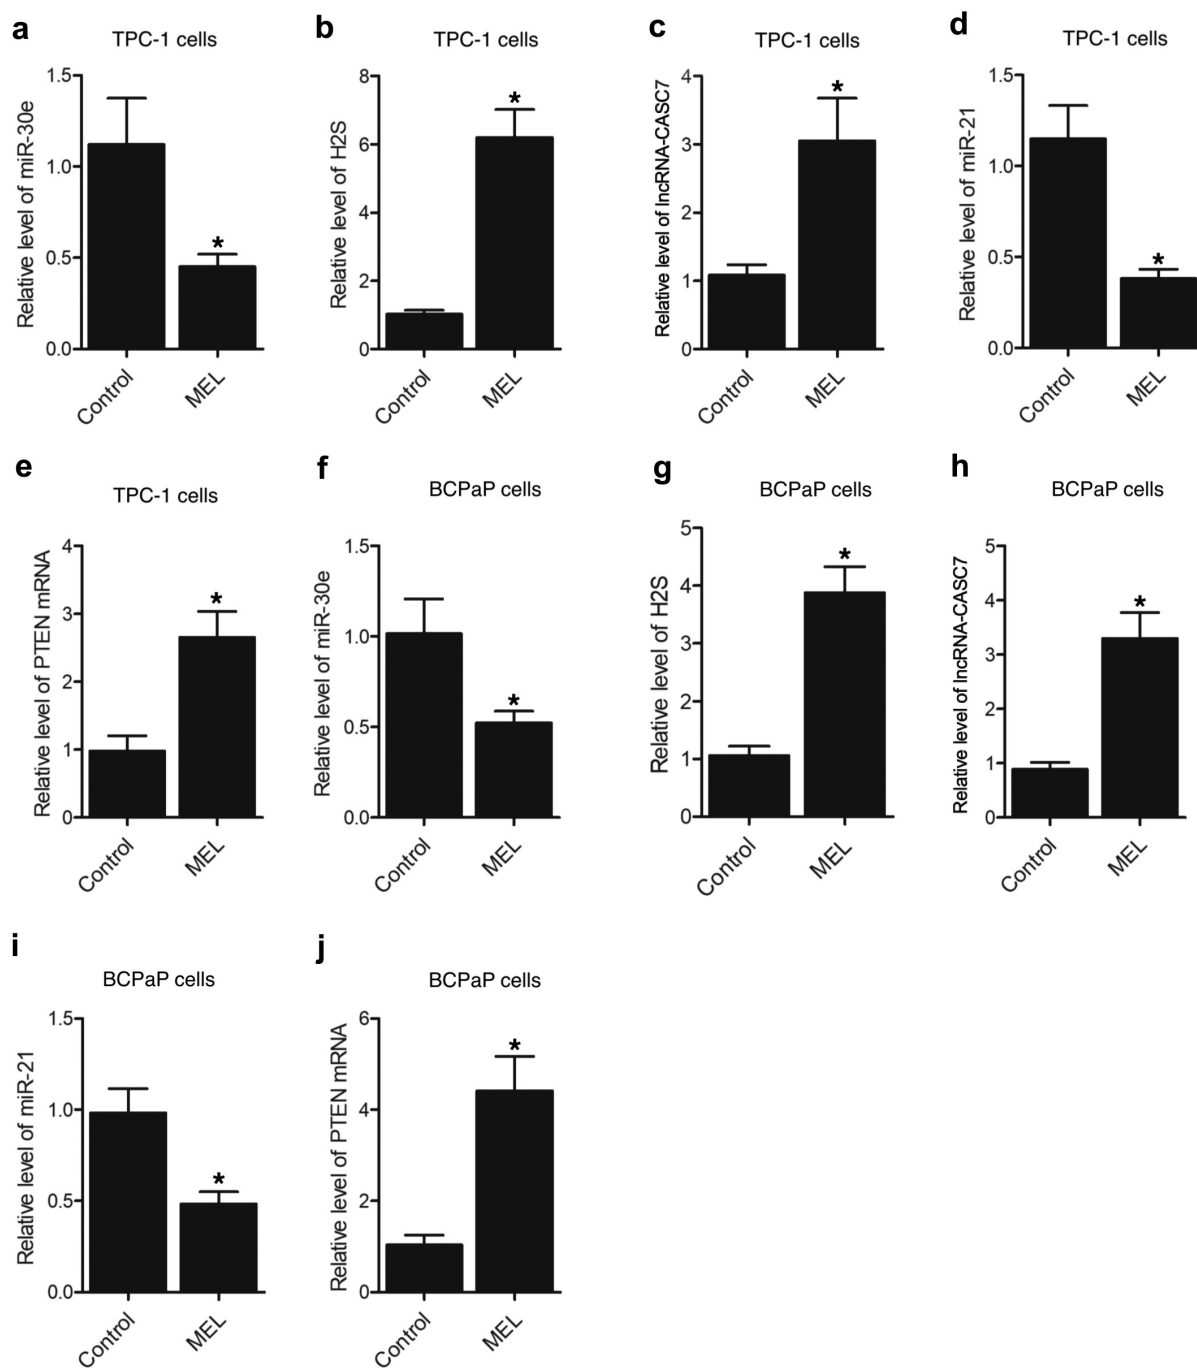 a
TPC-1 cells
Relative level of miR-30e
1.5
1.0
0.5
0.0
*
Control
MEL
b
TPC-1 cells
Relative level of H2S
8
6
4
2
0
*
Control
MEL
c
TPC-1 cells
Relative level of lncRNA-CASC7
4
3
2
1
0
*
Control
MEL
d
TPC-1 cells
Relative level of miR-21
1.5
1.0
0.5
0.0
*
Control
MEL
e
TPC-1 cells
Relative level of PTEN mRNA
4
3
2
1
0
*
Control
MEL
f
BCPaP cells
Relative level of miR-30e
1.5
1.0
0.5
0.0
*
Control
MEL
g
BCPaP cells
Relative level of H2S
5
4
3
2
1
0
*
Control
MEL
h
BCPaP cells
Relative level of lncRNA-CASC7
5
4
3
2
1
0
*
Control
MEL
i
BCPaP cells
Relative level of miR-21
1.5
1.0
0.5
0.0
*
Control
MEL
j
BCPaP cells
Relative level of PTEN mRNA
6
4
2
0
*
Control
MEL